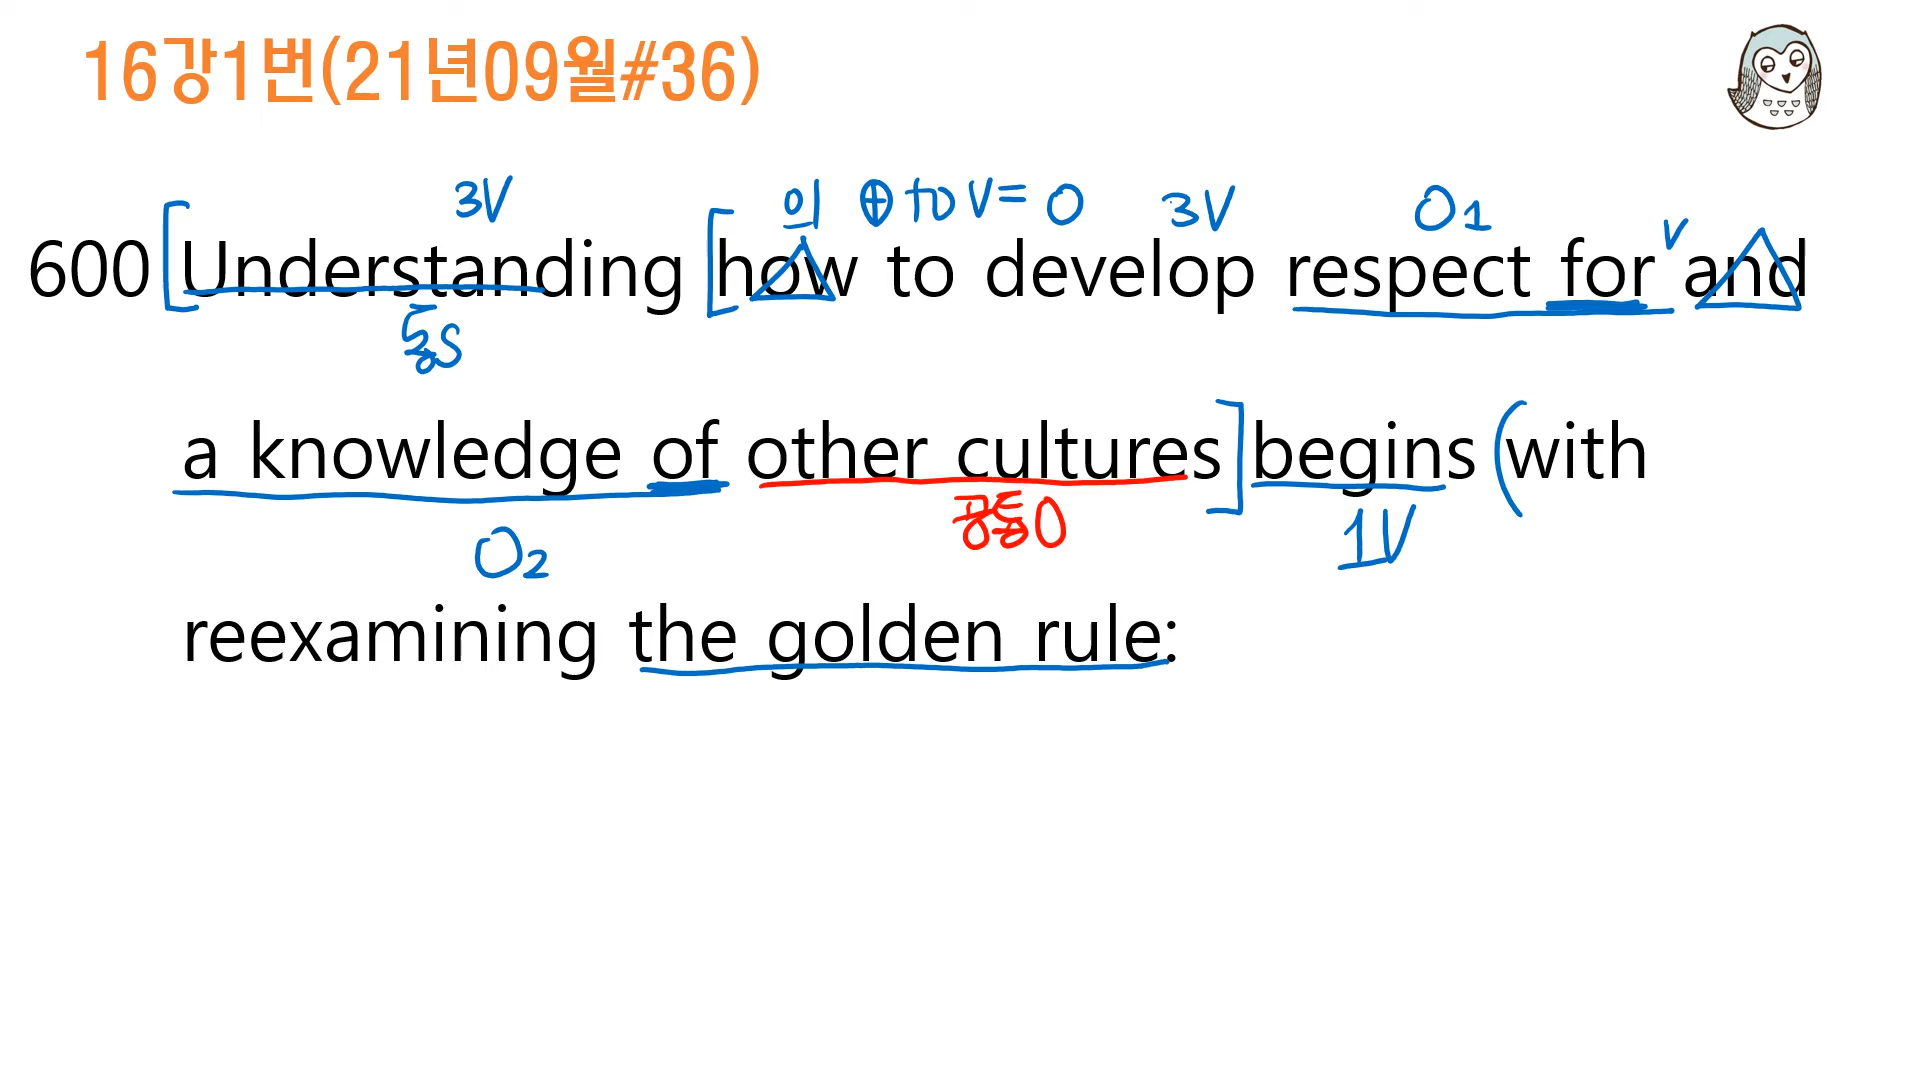 16강1번(21년09월#36)
3V 의 ⊕ to V = O 3V O1 V
600 Understanding how to develop respect for and
동S
a knowledge of other cultures begins (with
O2 공통O 1V
reexamining the golden rule: